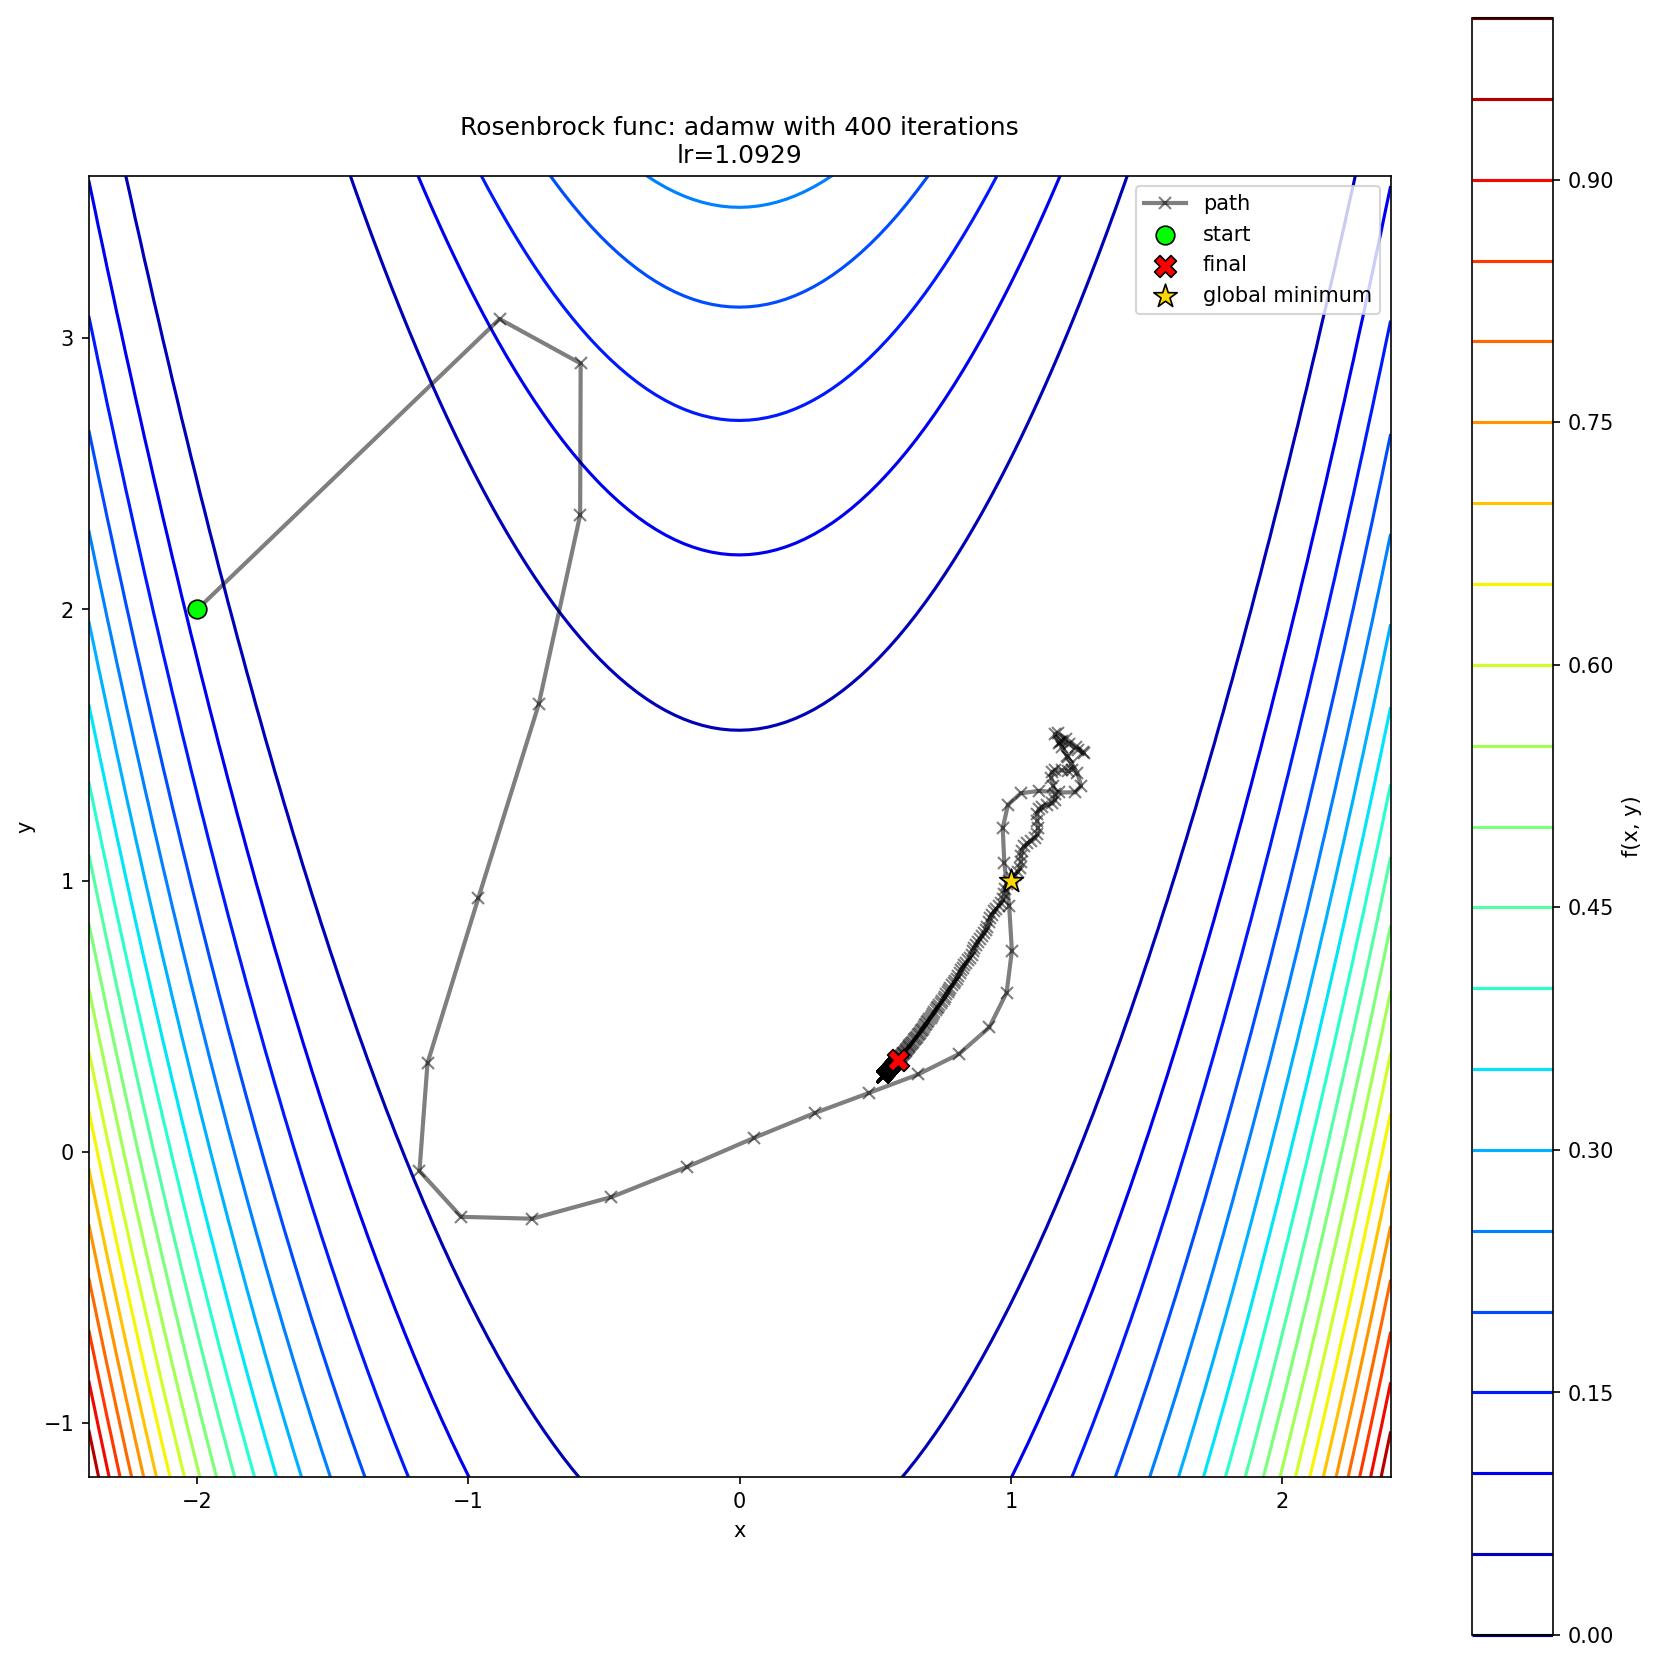 Rosenbrock func: adamw with 400 iterations
lr=1.0929
path
start
final
global minimum
3
2
1
0
−1
y
−2
−1
0
1
2
x
0.90
0.75
0.60
0.45
0.30
0.15
0.00
f(x, y)